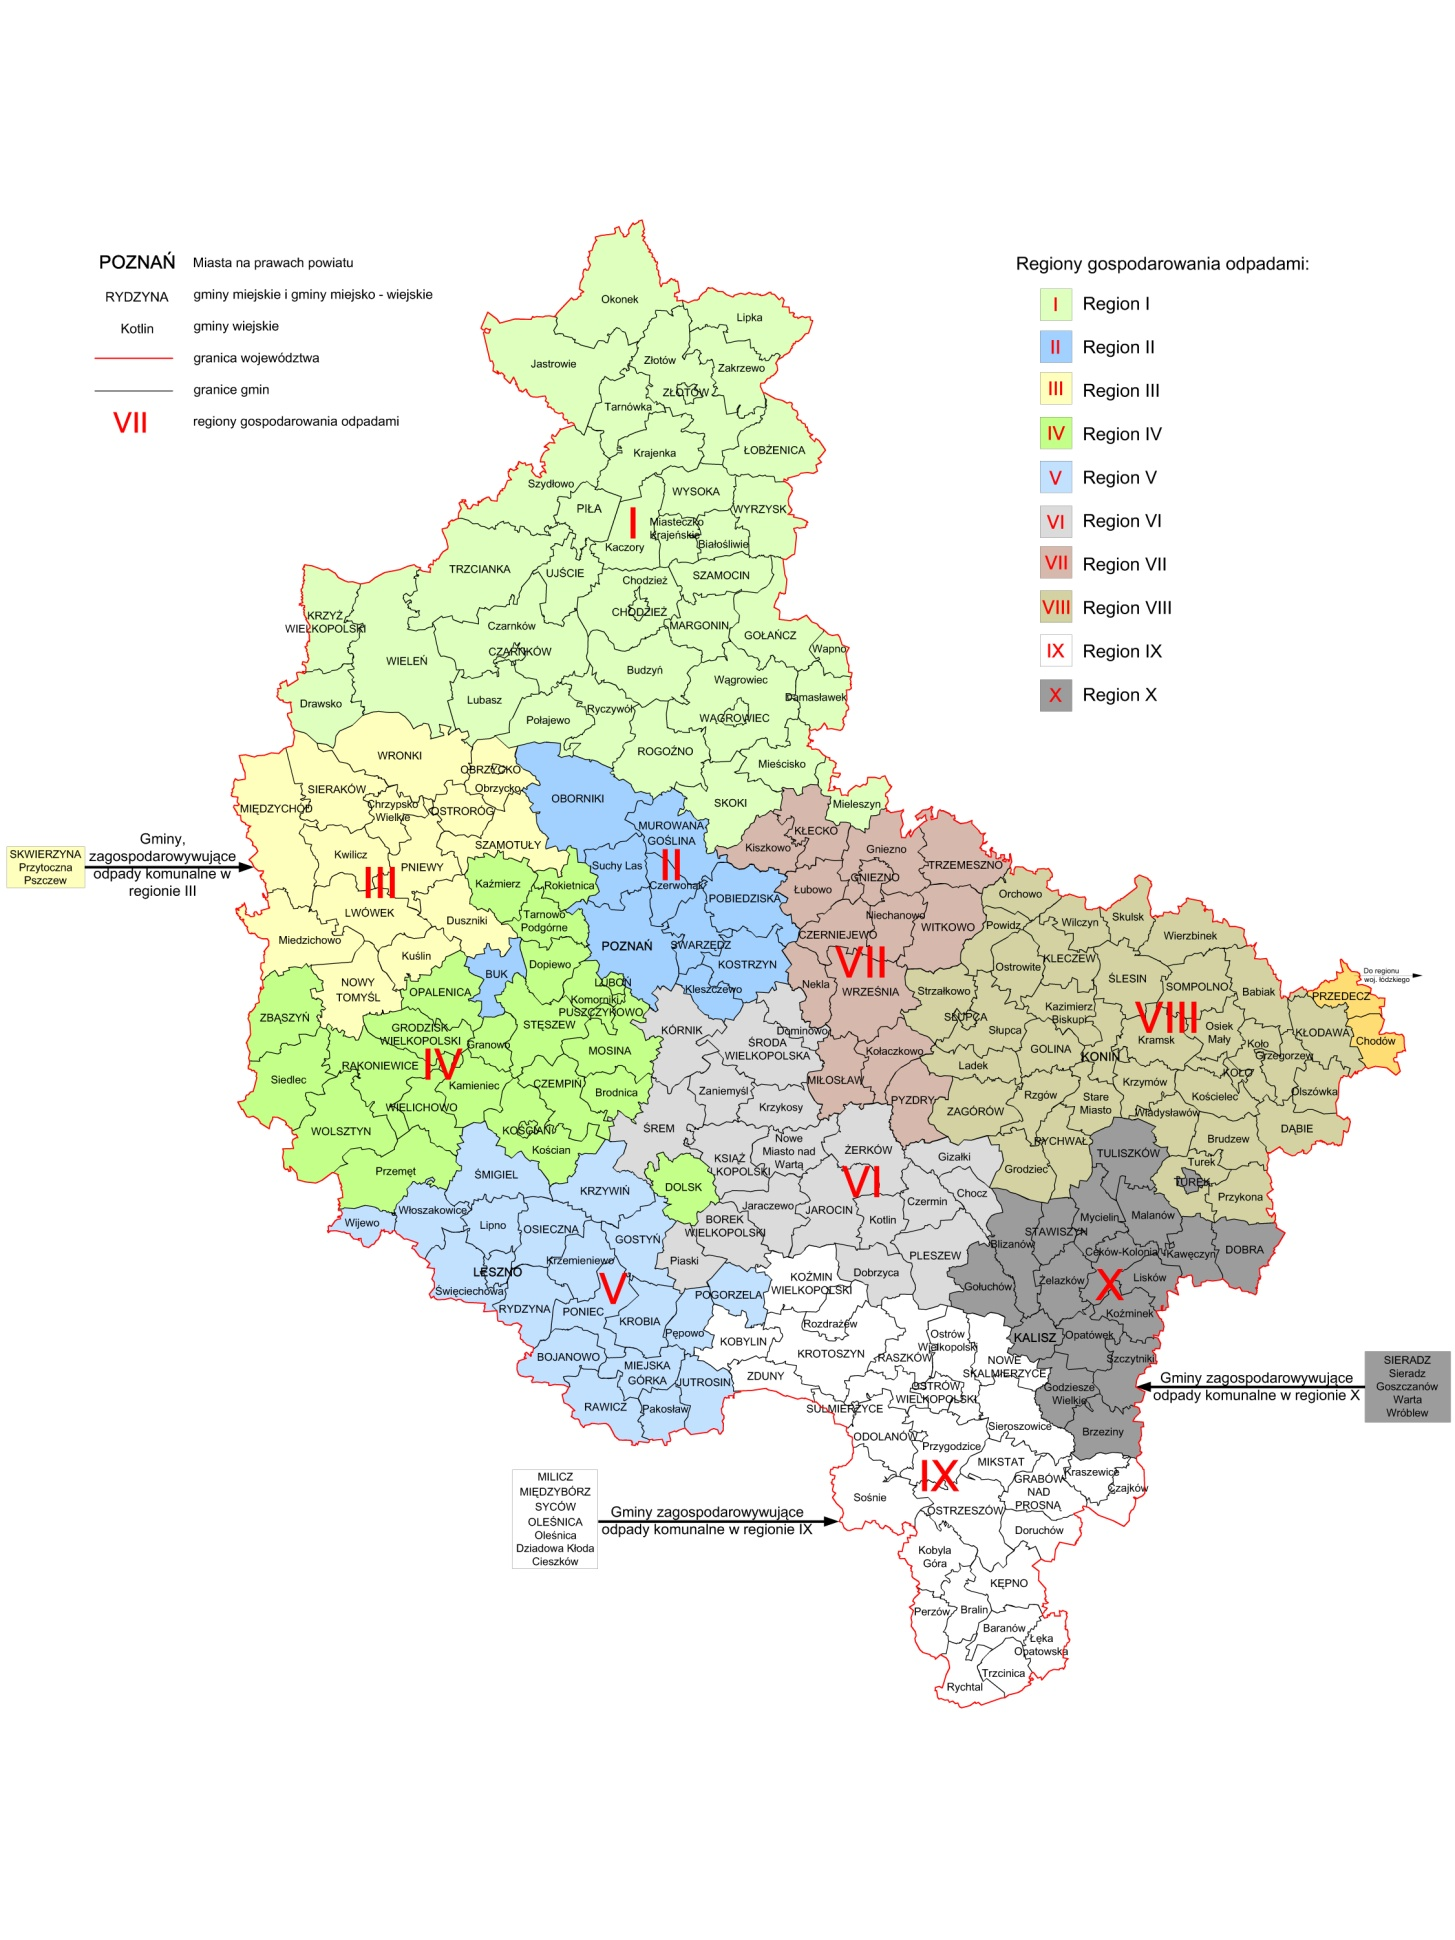 POZNAŃ Miasta na prawach powiatu
RYDZYNA gminy miejskie i gminy miejsko - wiejskie
Kotlin gminy wiejskie
granica województwa
granice gmin
VII regiony gospodarowania odpadami
Regiony gospodarowania odpadami:
I Region I
II Region II
III Region III
IV Region IV
V Region V
VI Region VI
VII Region VII
VIII Region VIII
IX Region IX
X Region X
Okonek
Lipka
Jastrowie
Złotów
Zakrzewo
ZŁOTÓW
Tarnówka
Krajenka
ŁOBŻENICA
Szydłowo
WYSOKA
PIŁA
WYRZYSK
I
Miasteczko
Krajeńskie
Kaczory
Białośliwie
TRZCIANKA
UJŚCIE
Chodzież
SZAMOCIN
CHODZIEŻ
KRZYŻ
WIELKOPOLSKI
Czarnków
MARGONIN
GOŁAŃCZ
CZARNKÓW
Wapno
WIELEŃ
Budzyń
Wągrowiec
Drawsko
Lubasz
Damasławek
Połajewo
Ryczywół
WĄGROWIEC
ROGOŹNO
Mieścisko
SKOKI
Mieleszyn
WRONKI
OBRZYCKO
SIERAKÓW
Obrzycko
MIĘDZYCHÓD
Chrzypsko
Wielkie
OSTRORÓG
SZAMOTUŁY
Kwilicz
PNIEWY
III
LWÓWEK
Duszniki
Miedzichowo
Kuślin
NOWY
TOMYŚL
Gminy,
zagospodarowywujące
odpady komunalne w
regionie III
SKWIERZYNA
Przytoczna
Pszczew
OBORNIKI
MUROWANA
GOŚLINA
II
Suchy Las
Czerwonak
POBIEDZISKA
POZNAŃ
SWARZĘDZ
KOSTRZYN
Kleszczewo
BUK
Kaźmierz
Rokietnica
Tarnowo
Podgórne
Dopiewo
LUBOŃ
Komorniki
PUSZCZYKOWO
OPALENICA
ZBĄSZYŃ
GRODZISK
WIELKOPOLSKI
STĘSZEW
Granowo
MOSINA
RAKONIEWICE
IV
Siedlec
Kamieniec
CZEMPIŃ
Brodnica
WIELICHOWO
WOLSZTYN
KOŚCIAN
Kościan
Przemęt
DOLSK
ŚMIGIEL
KRZYWIŃ
Wijewo
Włoszakowice
Lipno
OSIECZNA
GOSTYŃ
LESZNO
Krzemieniewo
Święciechowa
V
POGORZELA
RYDZYNA
PONIEC
KROBIA
Pępowo
BOJANOWO
MIEJSKA
GÓRKA
JUTROSIN
RAWICZ
Pakosław
KÓRNIK
Dominowo
ŚRODA
WIELKOPOLSKA
Zaniemyśl
Krzykosy
ŚREM
Nowe
Miasto nad
Wartą
ŻERKÓW
KSIĄŻ
LKOPOLSKI
VI
Gizałki
Chocz
Jaraczewo
JAROCIN
Czermin
Kotlin
BOREK
WIELKOPOLSKI
PLESZEW
Piaski
Dobrzyca
KŁECKO
Kiszkowo
Gniezno
TRZEMESZNO
GNIEZNO
Łubowo
Niechanowo
WITKOWO
CZERNIEJEWO
VII
Nekla
WRZEŚNIA
Kołaczkowo
MIŁOSŁAW
PYZDRY
Orchowo
Powidz
Wilczyn
Skulsk
Wierzbinek
Ostrowite
KLECZEW
ŚLESIN
SOMPOLNO
Babiak
Strzałkowo
SŁUPCA
Słupca
Kazimierz
Biskupi
VIII
Kramsk
Osiek
Mały
KŁODAWA
PRZEDECZ
Chodów
Do regionu
woj. łódzkiego
GOLINA
KONIN
Koło
Grzegorzew
Lądek
KOŁO
Krzymów
Olszówka
ZAGÓRÓW
Rzgów
Stare
Miasto
Kościelec
Władysławów
DĄBIE
RYCHWAŁ
Brudzew
Grodziec
Turek
Przykona
TULISZKÓW
TUREK
Mycielin
Malanów
STAWISZYN
Blizanów
Ceków-Kolonia
Kawęczyn
DOBRA
Gołuchów
Żelazków
X
Lisków
Koźminek
KALISZ
Opatówek
Szczytniki
Godziesze
Wielkie
Brzeziny
Gminy zagospodarowywujące
odpady komunalne w regionie X
SIERADZ
Sieradz
Goszczanów
Warta
Wróblew
KOŹMIN
WIELKOPOLSKI
Rozdrażew
KOBYLIN
KROTOSZYN
Ostrów
Wielkopolski
RASZKÓW
NOWE
SKALMIERZYCE
ZDUNY
OSTRÓW
WIELKOPOLSKI
SULMIERZYCE
Sieroszowice
ODOLANÓW
Przygodzice
MIKSTAT
IX
GRABÓW
NAD
PROSNĄ
Kraszewice
Czajków
Sośnie
OSTRZESZÓW
Doruchów
Kobyla
Góra
KĘPNO
Perzów
Bralin
Baranów
Łęka
Opatowska
Trzcinica
Rychtal
MILICZ
MIĘDZYBÓRZ
SYCÓW
OLEŚNICA
Oleśnica
Dziadowa Kłoda
Cieszków
Gminy zagospodarowywujące
odpady komunalne w regionie IX